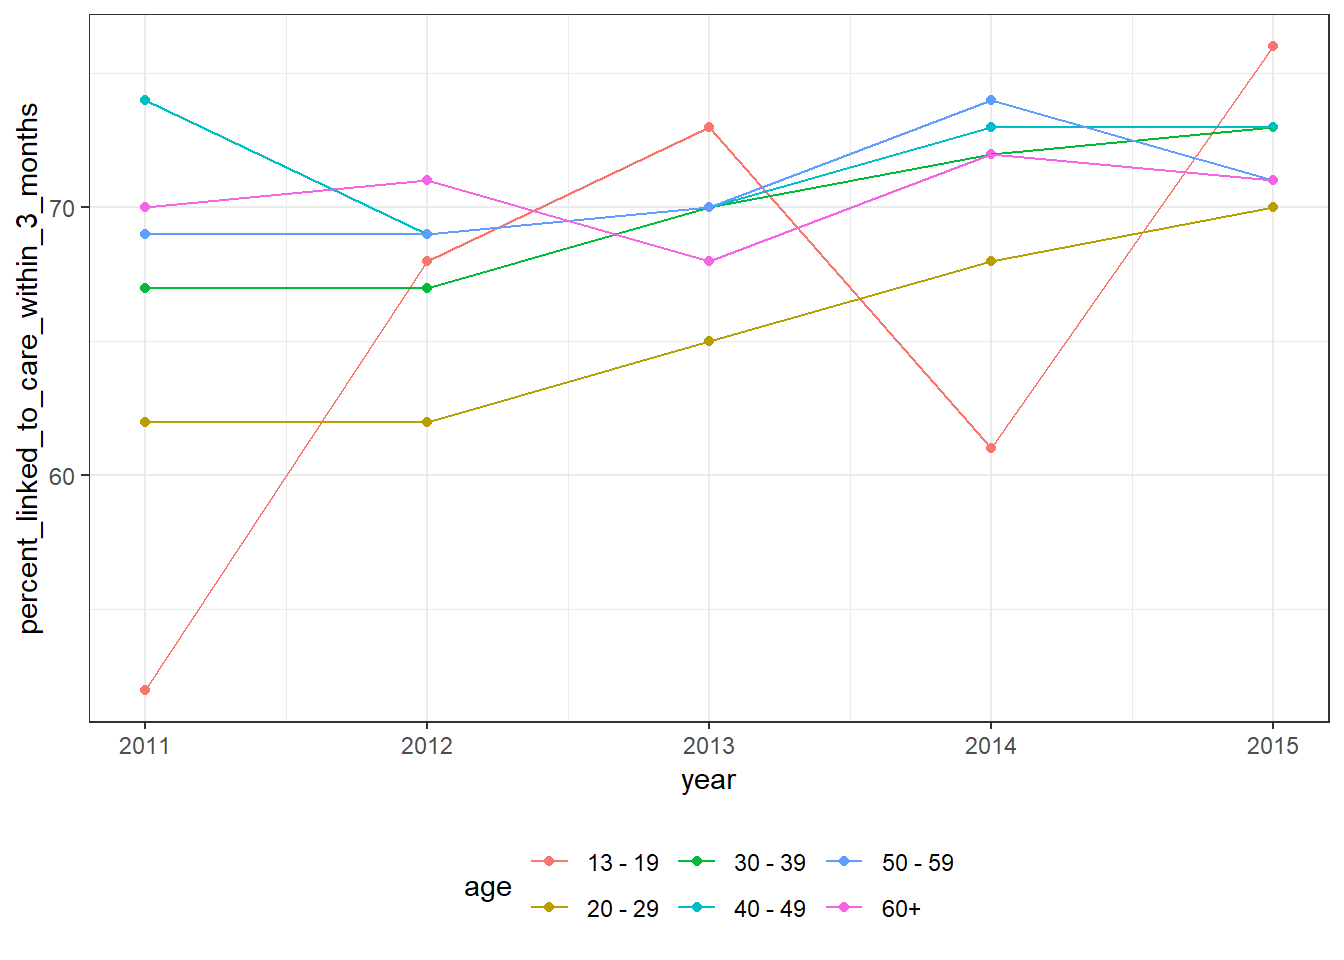 percent_linked_to_care_within_3_months
70
60
2011 2012 2013 2014 2015
year
age
13 - 19 30 - 39 50 - 59
20 - 29 40 - 49 60+